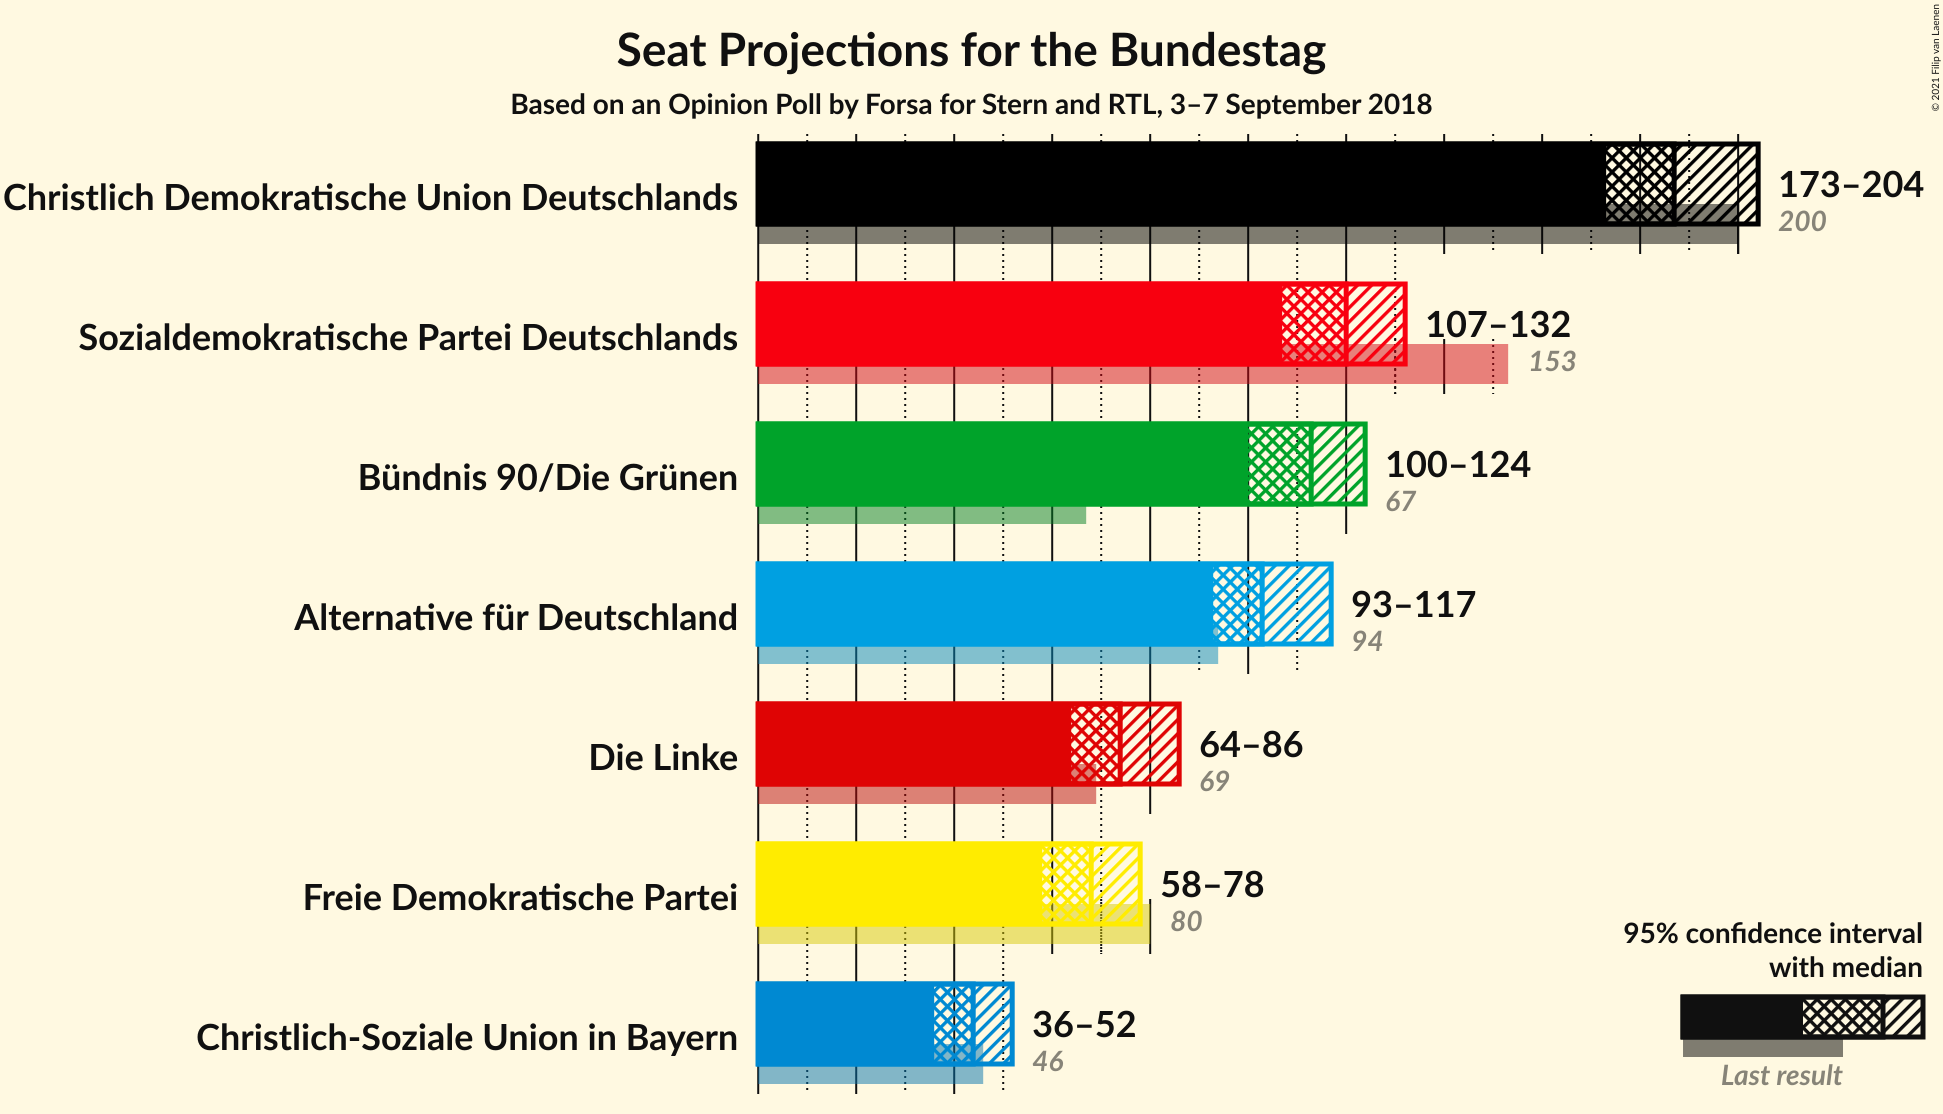 Seat Projections for the Bundestag
Based on an Opinion Poll by Forsa for Stern and RTL, 3–7 September 2018
© 2021 Filip van Laenen
Christlich Demokratische Union Deutschlands
173–204
200
Sozialdemokratische Partei Deutschlands
107–132
153
Bündnis 90/Die Grünen
100–124
67
Alternative für Deutschland
93–117
94
Die Linke
64–86
69
Freie Demokratische Partei
58–78
80
Christlich-Soziale Union in Bayern
36–52
46
95% confidence interval
with median
Last result